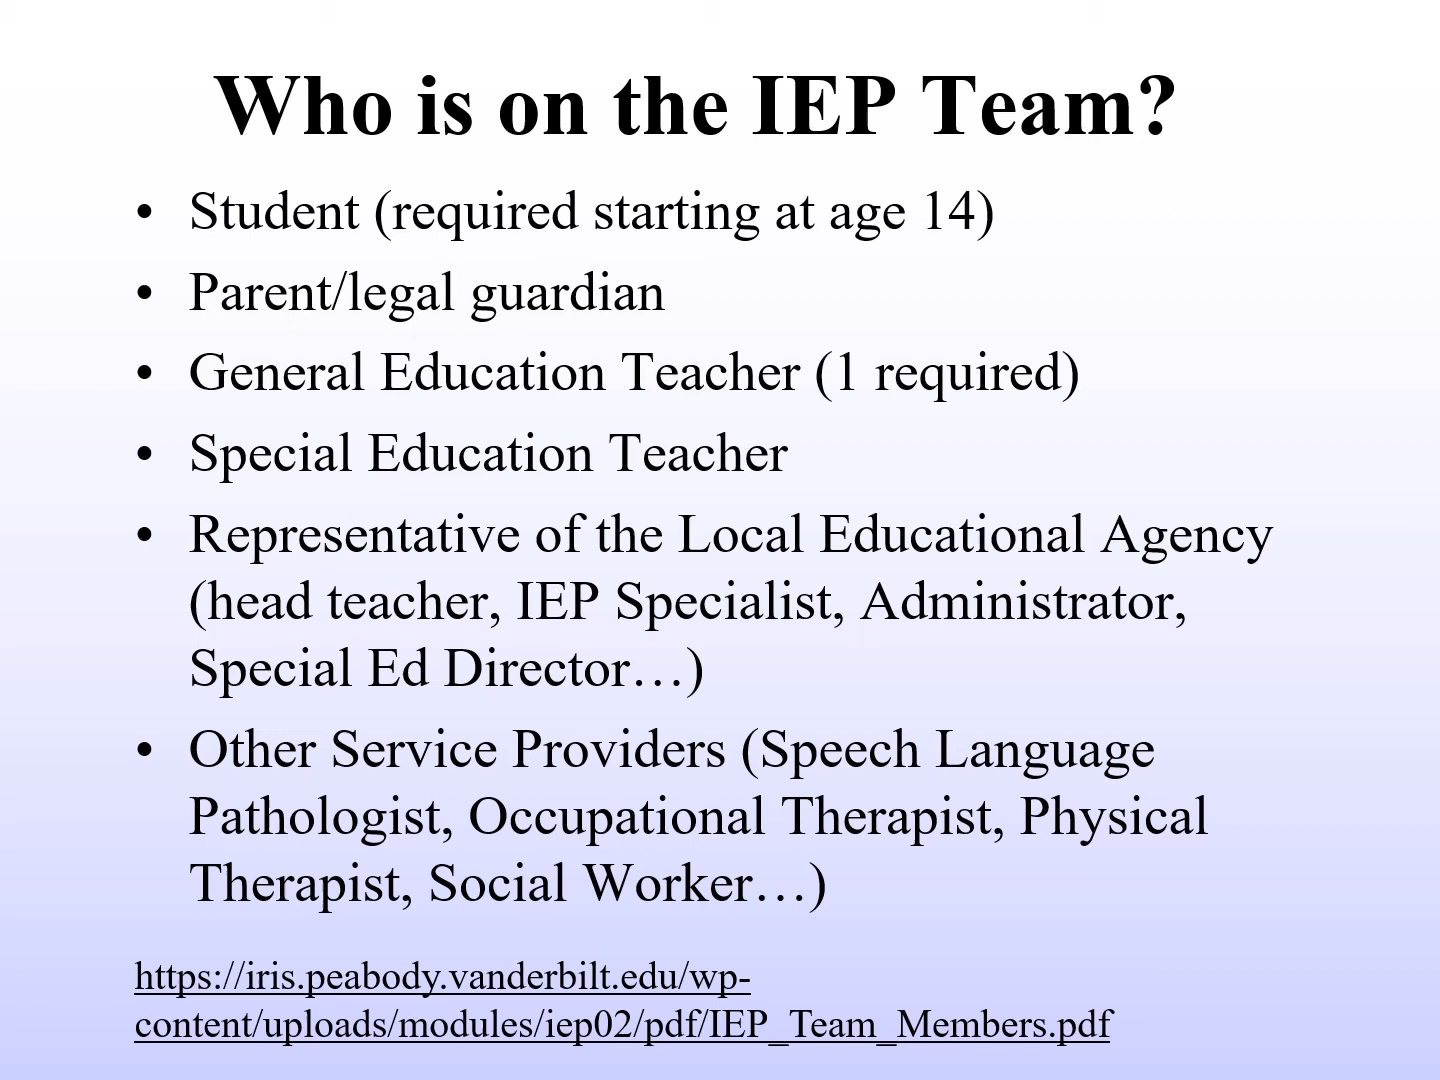 Who is on the IEP Team?
• Student (required starting at age 14)
• Parent/legal guardian
• General Education Teacher (1 required)
• Special Education Teacher
• Representative of the Local Educational Agency
(head teacher, IEP Specialist, Administrator,
Special Ed Director…)
• Other Service Providers (Speech Language
Pathologist, Occupational Therapist, Physical
Therapist, Social Worker…)
https://iris.peabody.vanderbilt.edu/wp-
content/uploads/modules/iep02/pdf/IEP_Team_Members.pdf